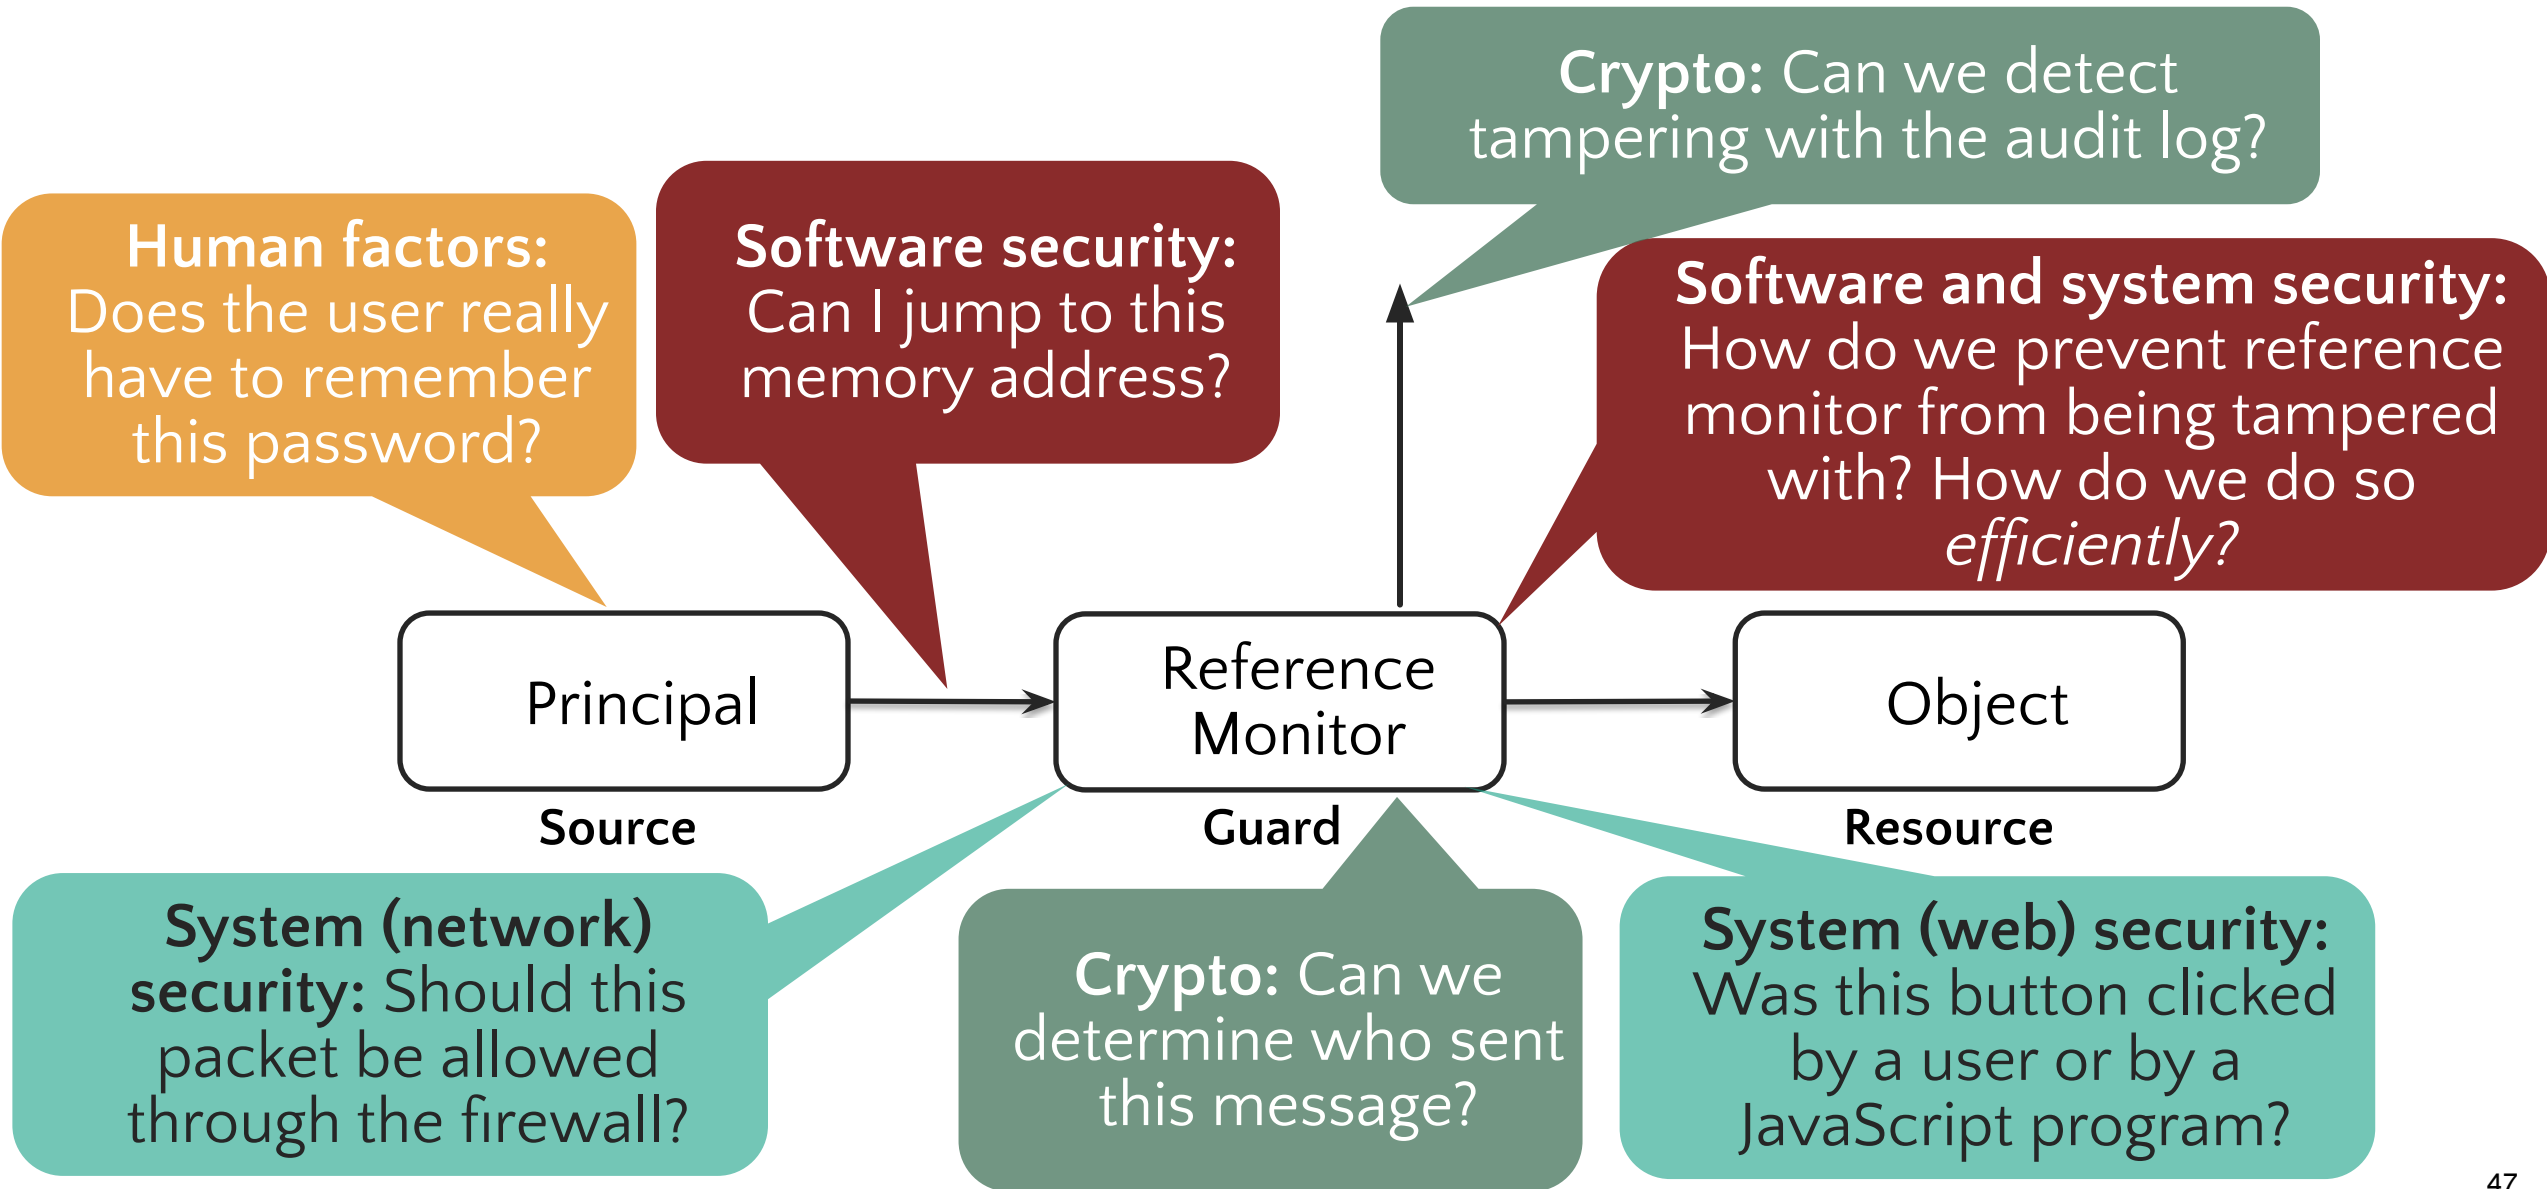 Crypto: Can we detect
tampering with the audit log?
Human factors:
Does the user really
have to remember
this password?
Software security:
Can I jump to this
memory address?
Software and system security:
How do we prevent reference
monitor from being tampered
with? How do we do so
efficiently?
Principal
Reference
Monitor
Object
Source
Guard
Resource
System (network)
security: Should this
packet be allowed
through the firewall?
Crypto: Can we
determine who sent
this message?
System (web) security:
Was this button clicked
by a user or by a
JavaScript program?
47